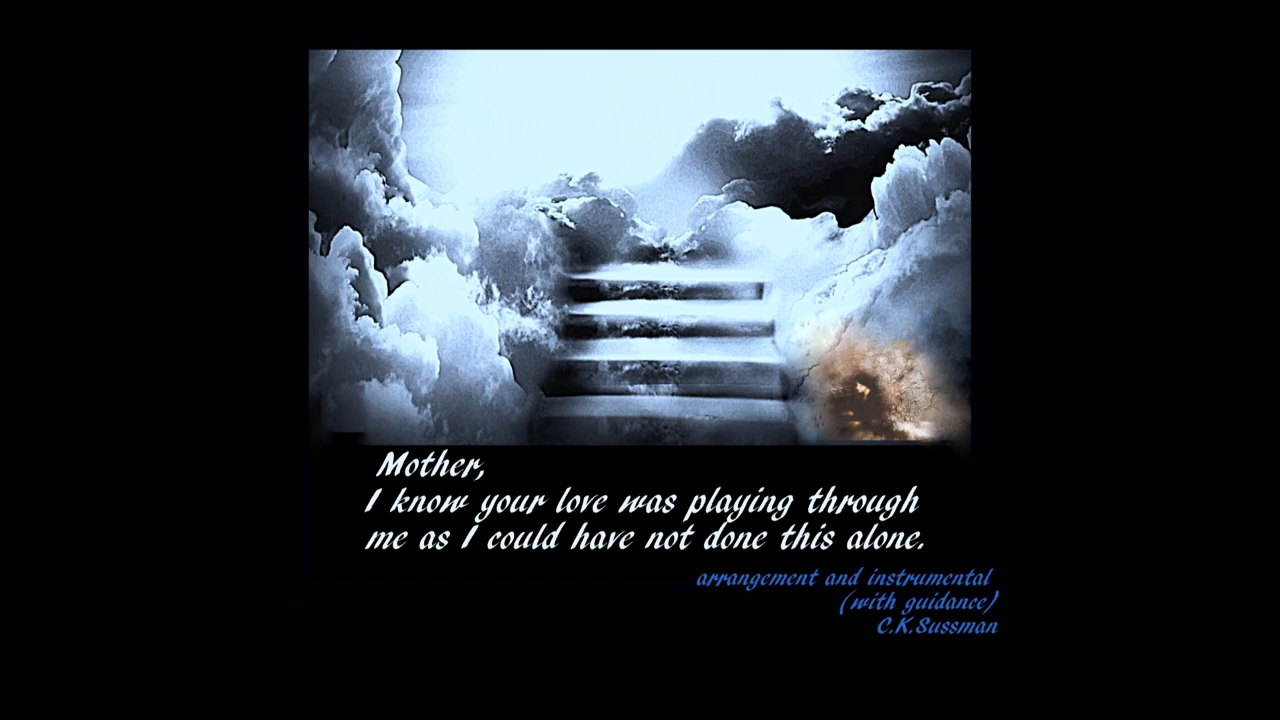 Mother,
I know your love was playing through
me as I could have not done this alone.
arrangement and instrumental
(with guidance)
C.K.Sussman